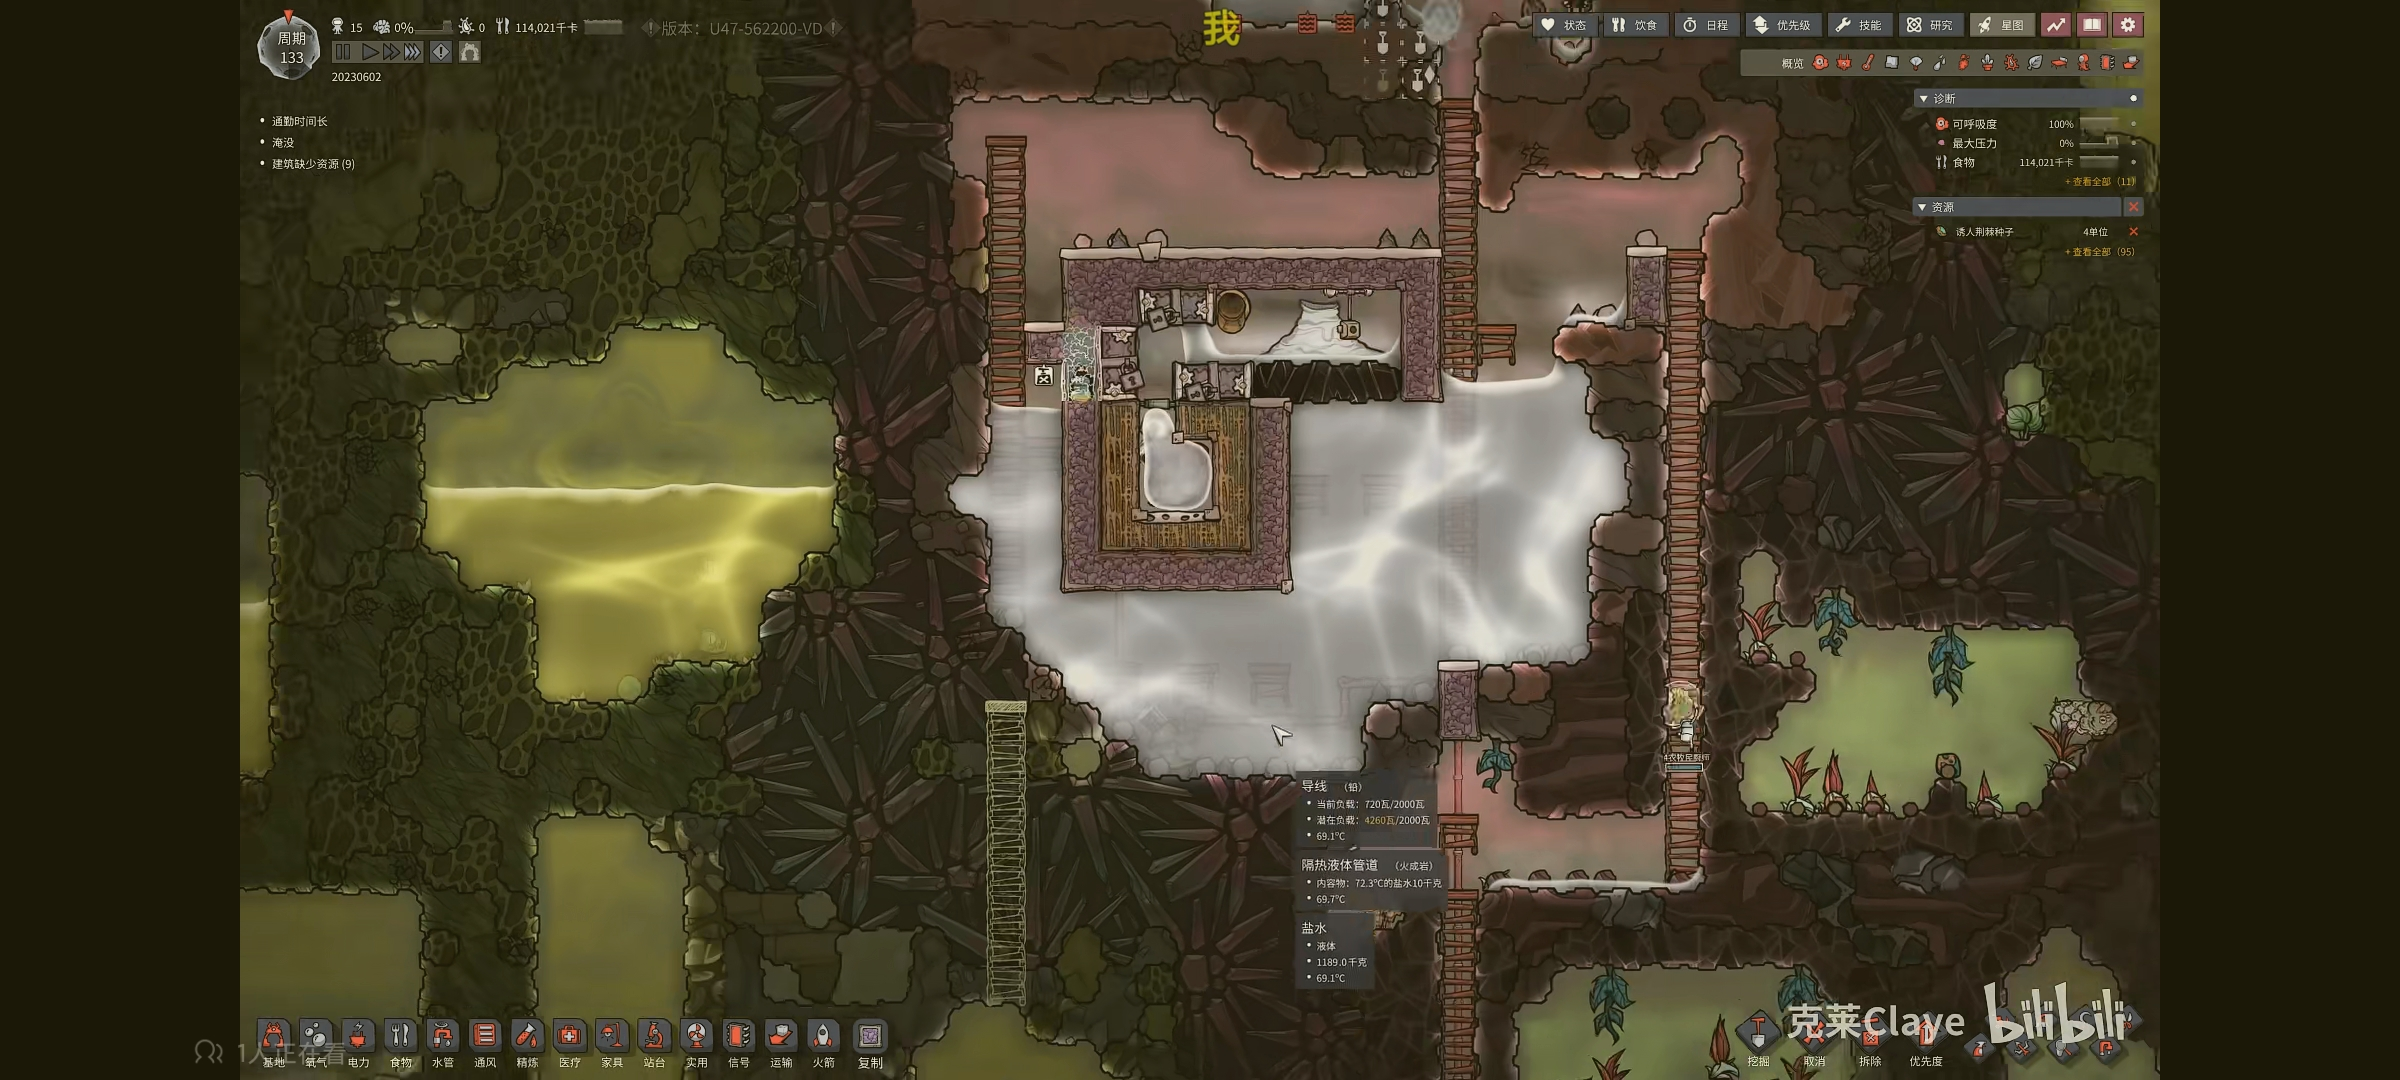 周期
133
15
0%
0
114,021千卡
版本：U47-562200-VD
20230602
通勤时间长
淹没
建筑缺少资源 (9)
我
状态
饮食
日程
优先级
技能
研究
星图
概览
诊断
可呼吸度 100%
最大压力 0%
食物 114,021千卡
+ 查看全部 (11)
资源
诱人荆棘种子 4单位
+ 查看全部 (95)
导线 （铅）
当前负载：720瓦/2000瓦
潜在负载：4260瓦/2000瓦
69.1℃
隔热液体管道 （火成岩）
内容物：72.3℃的盐水10千克
69.7℃
盐水
液体
1189.0千克
69.1℃
克莱Claye
bilibili
1人正在看
基地
氧气
电力
食物
水管
通风
精炼
医疗
家具
站台
实用
信号
运输
火箭
复制
挖掘
取消
拆除
优先度